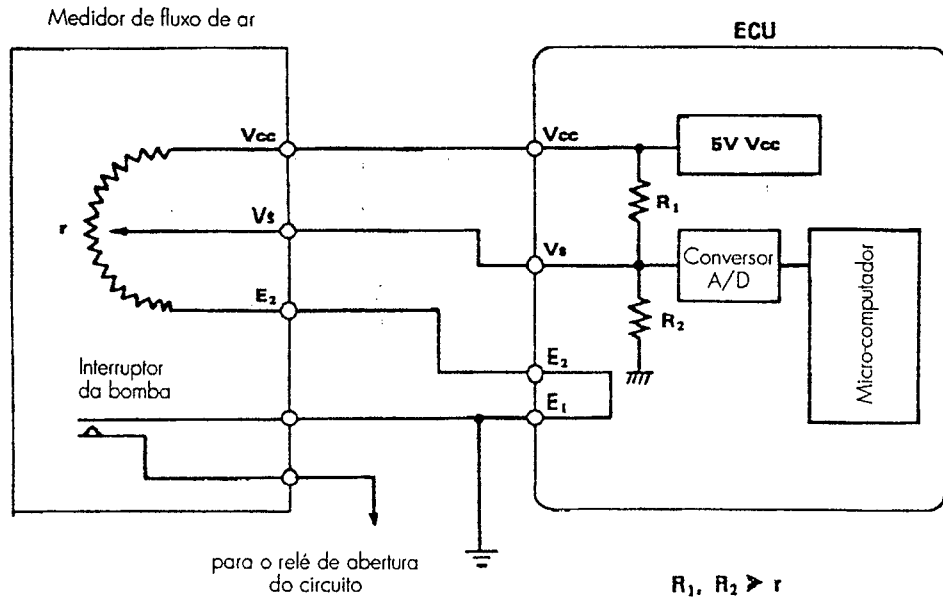 Medidor de fluxo de ar
ECU
Vcc
Vcc
5V Vcc
R1
r
Vs
Vs
Conversor
A/D
Micro-computador
E2
R2
Interruptor
da bomba
E2
E1
para o relé de abertura
do circuito
R1, R2 > r